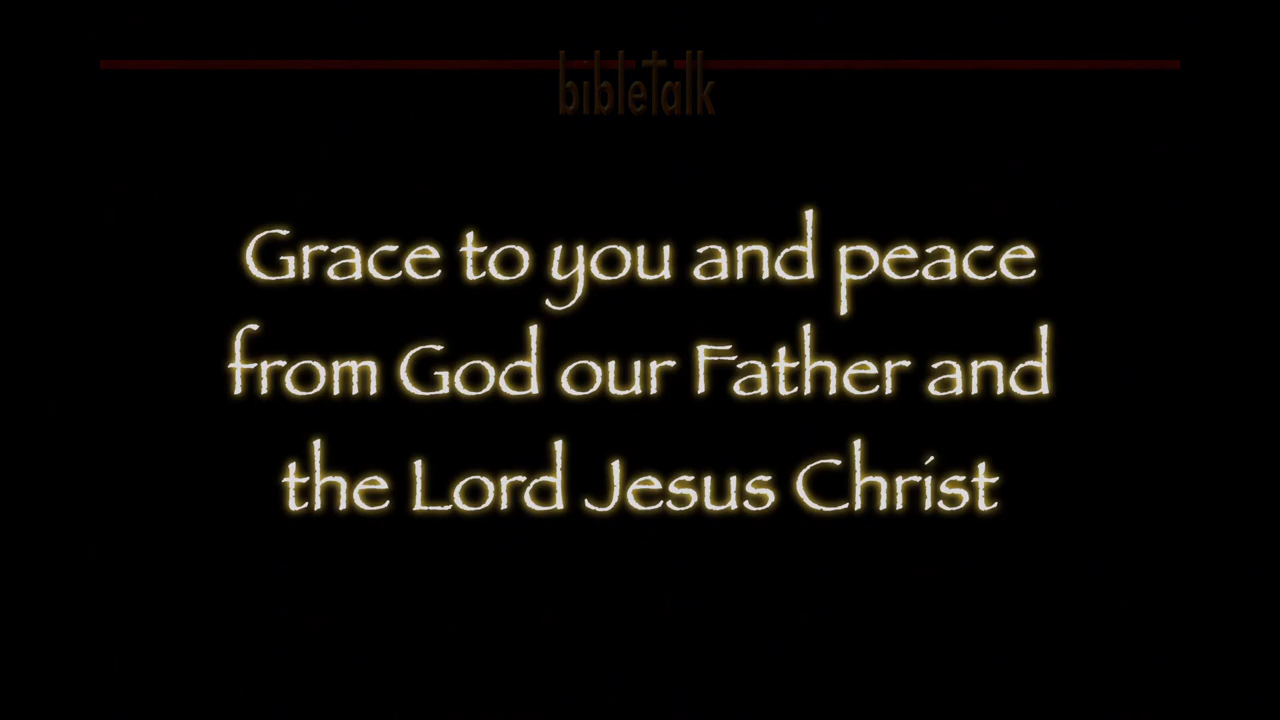 bibleTalk
Grace to you and peace
from God our Father and
the Lord Jesus Christ